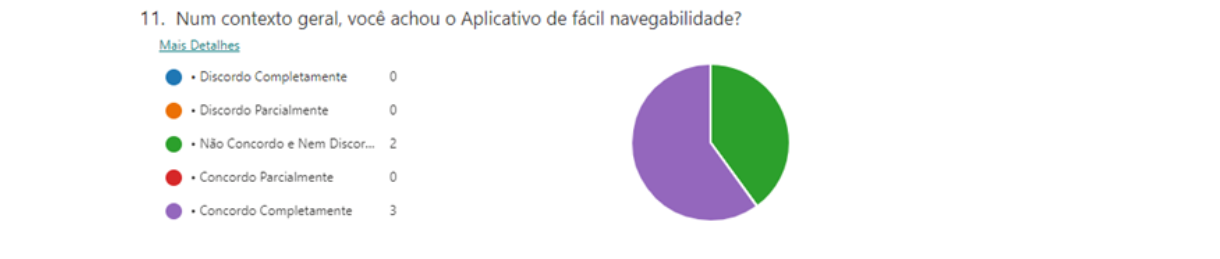 11. Num contexto geral, você achou o Aplicativo de fácil navegabilidade?
Mais Detalhes
• Discordo Completamente 0
• Discordo Parcialmente 0
• Não Concordo e Nem Discor... 2
• Concordo Parcialmente 0
• Concordo Completamente 3